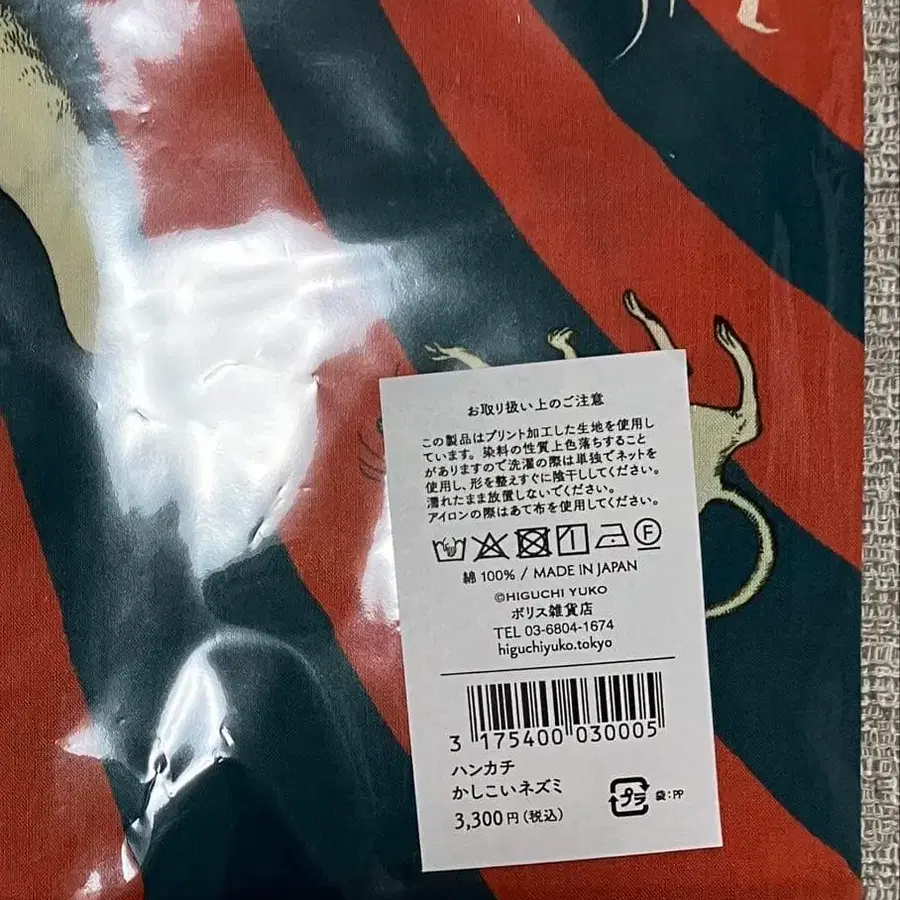 お取り扱い上のご注意
この製品はプリント加工した生地を使用し
ています。染料の性質上色落ちすること
がありますので洗濯の際は単独でネットを
使用し、形を整えすぐに陰干ししてください。
濡れたまま放置しないでください。
アイロンの際はあて布を使用してください。
F
綿 100% / MADE IN JAPAN
©HIGUCHI YUKO
ボリス雑貨店
TEL 03-6804-1674
higuchiyuko.tokyo
3 175400 030005
ハンカチ
かしこいネズミ
プラ 袋:PP
3,300円(税込)